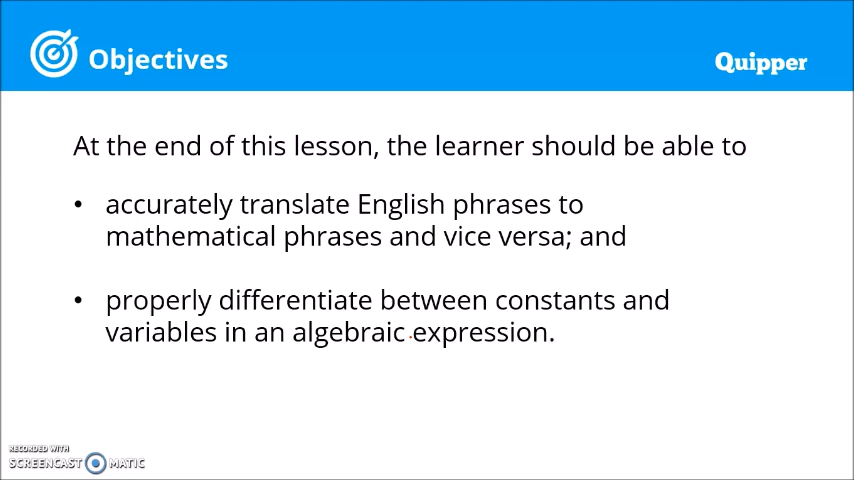 Objectives
Quipper
At the end of this lesson, the learner should be able to
• accurately translate English phrases to
mathematical phrases and vice versa; and
• properly differentiate between constants and
variables in an algebraic expression.
RECORDED WITH
SCREENCAST MATIC